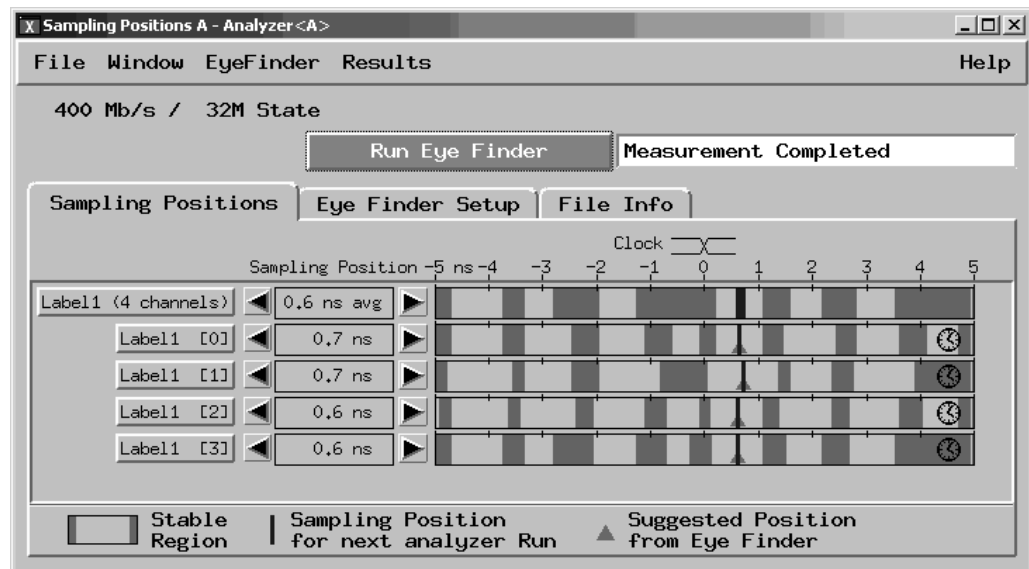 X Sampling Positions A - Analyzer<A>
File Window EyeFinder Results Help
400 Mb/s / 32M State
Run Eye Finder Measurement Completed
Sampling Positions Eye Finder Setup File Info
Clock
Sampling Position -5 ns -4 -3 -2 -1 0 1 2 3 4 5
Label1 (4 channels) 0.6 ns avg
Label1 [0] 0.7 ns
Label1 [1] 0.7 ns
Label1 [2] 0.6 ns
Label1 [3] 0.6 ns
Stable Region
Sampling Position for next analyzer Run
Suggested Position from Eye Finder